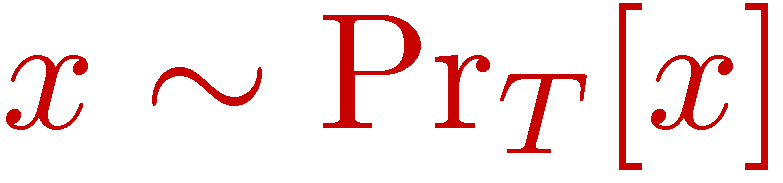 x ∼ Pr_T[x]